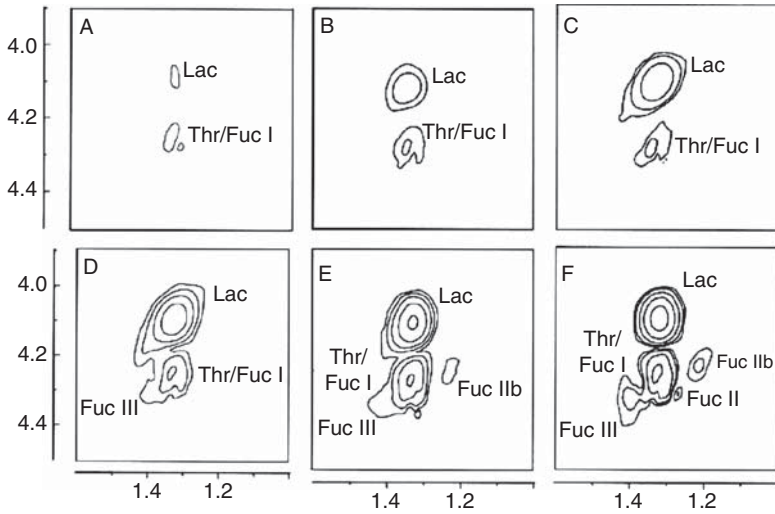 A
B
C
4.0
Lac
Lac
Lac
4.2
Thr/Fuc I
Thr/Fuc I
Thr/Fuc I
4.4
D
E
F
4.0
Lac
Lac
Lac
4.2
Thr/
Fuc I
Thr/
Fuc I
Thr/Fuc I
Fuc IIb
Fuc IIb
Fuc II
4.4
Fuc III
Fuc III
Fuc III
1.4 1.2
1.4 1.2
1.4 1.2